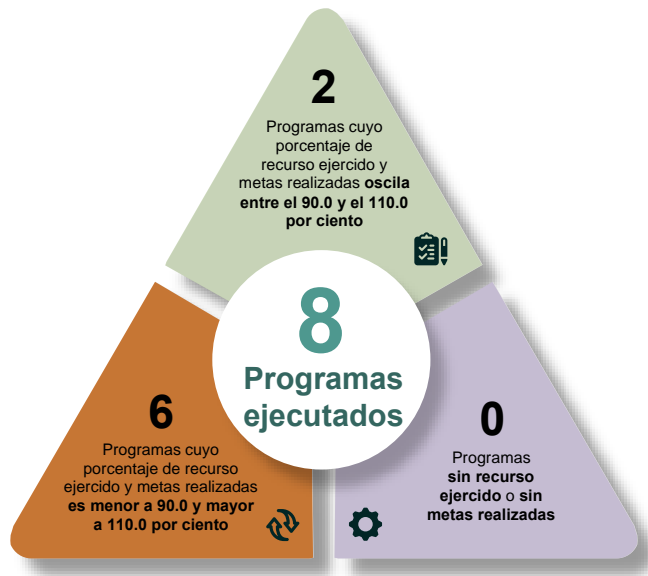 2
Programas cuyo
porcentaje de
recurso ejercido y
metas realizadas oscila
entre el 90.0 y el 110.0
por ciento
8
Programas
ejecutados
6
Programas cuyo
porcentaje de recurso
ejercido y metas realizadas
es menor a 90.0 y mayor
a 110.0 por ciento
0
Programas
sin recurso
ejercido o sin
metas realizadas